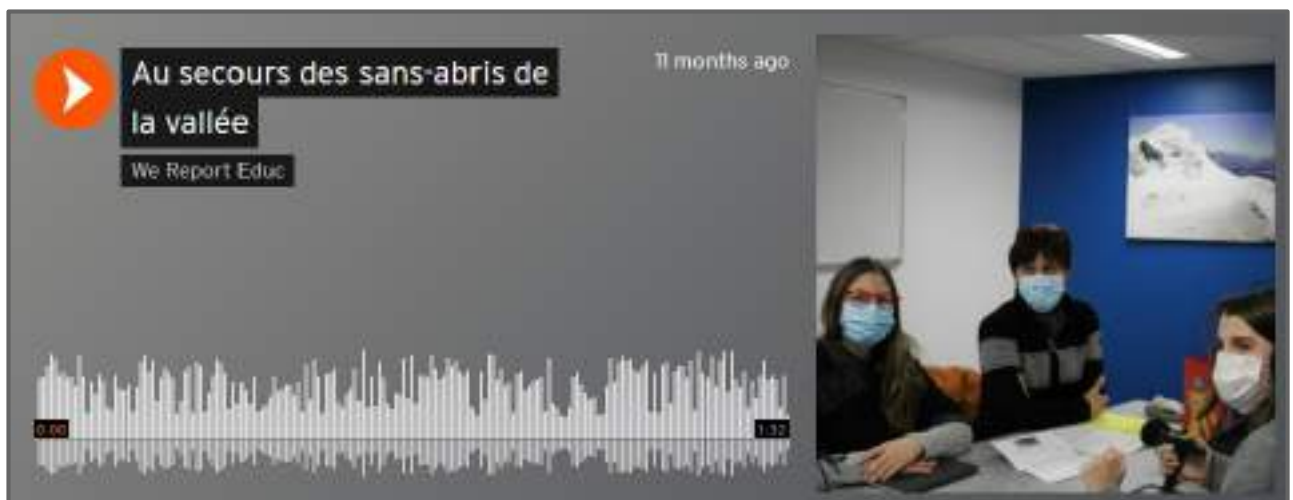 Au secours des sans-abris de
la vallée
We Report Educ
11 months ago
0:00
1:32